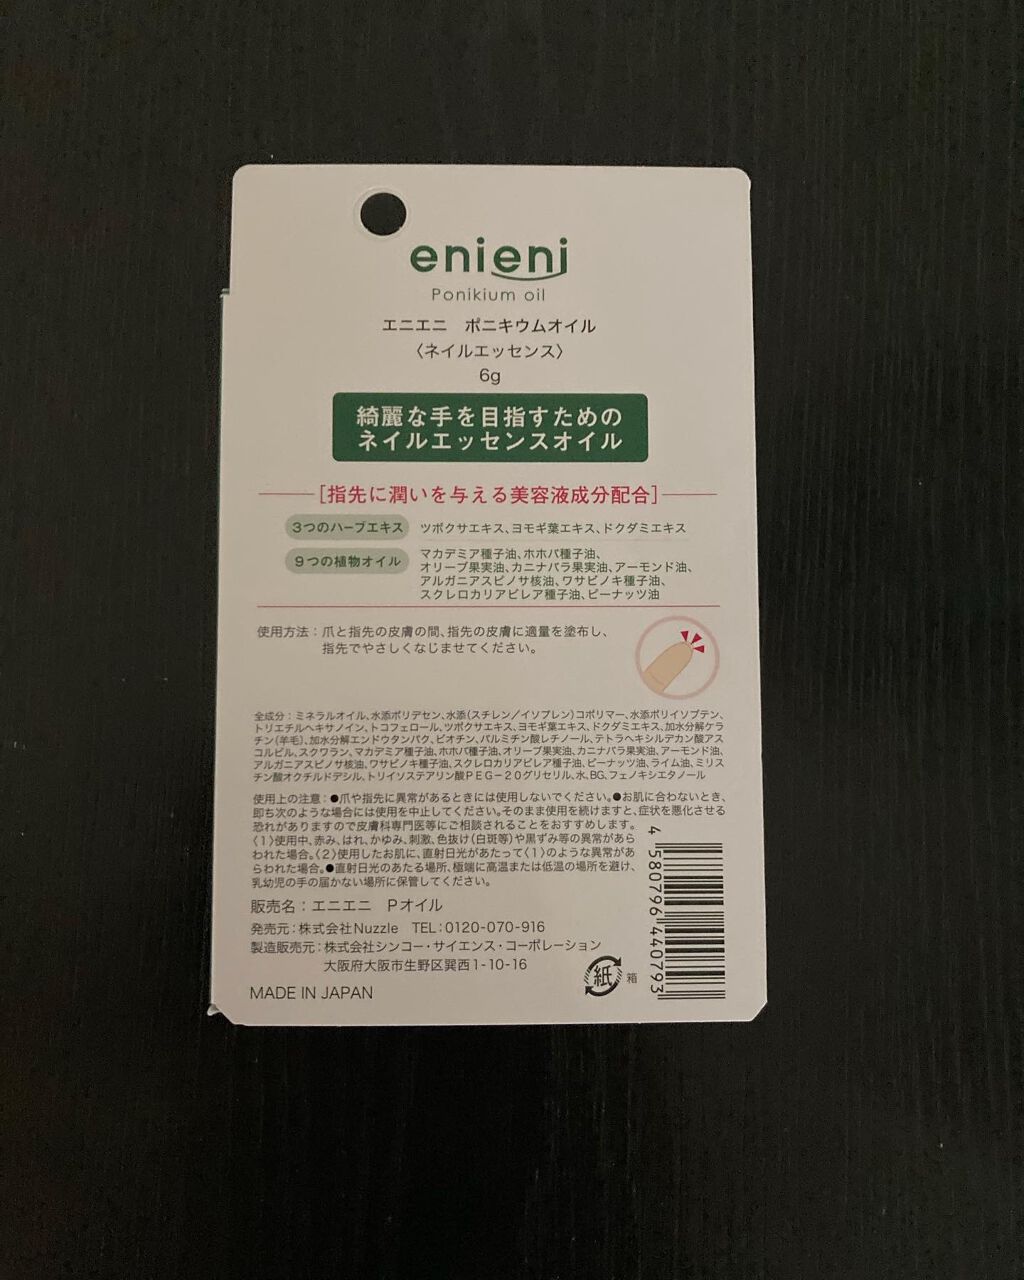 enieni
Ponikium oil
エニエニ ポニキウムオイル
〈ネイルエッセンス〉
6g
綺麗な手を目指すための
ネイルエッセンスオイル
［指先に潤いを与える美容液成分配合］
3つのハーブエキス ツボクサエキス、ヨモギ葉エキス、ドクダミエキス
9つの植物オイル マカデミア種子油、ホホバ種子油、
オリーブ果実油、カニナバラ果実油、アーモンド油、
アルガニアスピノサ核油、ワサビノキ種子油、
スクレロカリアビレア種子油、ピーナッツ油
使用方法：爪と指先の皮膚の間、指先の皮膚に適量を塗布し、
指先でやさしくなじませてください。
全成分：ミネラルオイル、水添ポリデセン、水添（スチレン／イソプレン）コポリマー、水添ポリイソブテン、
トリエチルヘキサノイン、トコフェロール、ツボクサエキス、ヨモギ葉エキス、ドクダミエキス、加水分解ケラ
チン（羊毛）、加水分解エンドウタンパク、ビオチン、パルミチン酸レチノール、テトラヘキシルデカン酸アス
コルビル、スクワラン、マカデミア種子油、ホホバ種子油、オリーブ果実油、カニナバラ果実油、アーモンド油、
アルガニアスピノサ核油、ワサビノキ種子油、スクレロカリアビレア種子油、ピーナッツ油、ライム油、ミリス
チン酸オクチルドデシル、トリイソステアリン酸PEG－20グリセリル、水、BG、フェノキシエタノール
使用上の注意：●爪や指先に異常があるときには使用しないでください。●お肌に合わないとき、
即ち次のような場合には使用を中止してください。そのまま使用を続けますと、症状を悪化させる
恐れがありますので皮膚科専門医等にご相談されることをおすすめします。
〈1〉使用中、赤み、はれ、かゆみ、刺激、色抜け（白斑等）や黒ずみ等の異常があら
われた場合。〈2〉使用したお肌に、直射日光があたって〈1〉のような異常があ
らわれた場合。●直射日光のあたる場所、極端に高温または低温の場所を避け、
乳幼児の手の届かない場所に保管してください。
販売名：エニエニ Pオイル
発売元：株式会社Nuzzle TEL：0120-070-916
製造販売元：株式会社シンコー・サイエンス・コーポレーション
大阪府大阪市生野区巽西1-10-16
MADE IN JAPAN
紙 箱
4 580796 440793